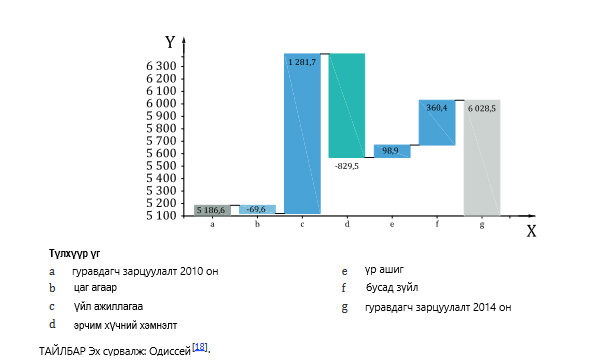 Y
1 281,7
6 300
6 200
6 100
6 000
5 900
5 800
5 700
5 600
5 500
5 400
5 300
5 200
5 100
5 186,6
-69,6
-829,5
98,9
360,4
6 028,5
a b c d e f g
X
Түлхүүр үг
a гуравдагч зарцуулалт 2010 он
b цаг агаар
c үйл ажиллагаа
d эрчим хүчний хэмнэлт
e үр ашиг
f бусад зүйл
g гуравдагч зарцуулалт 2014 он
ТАЙЛБАР Эх сурвалж: Одиссей[18].